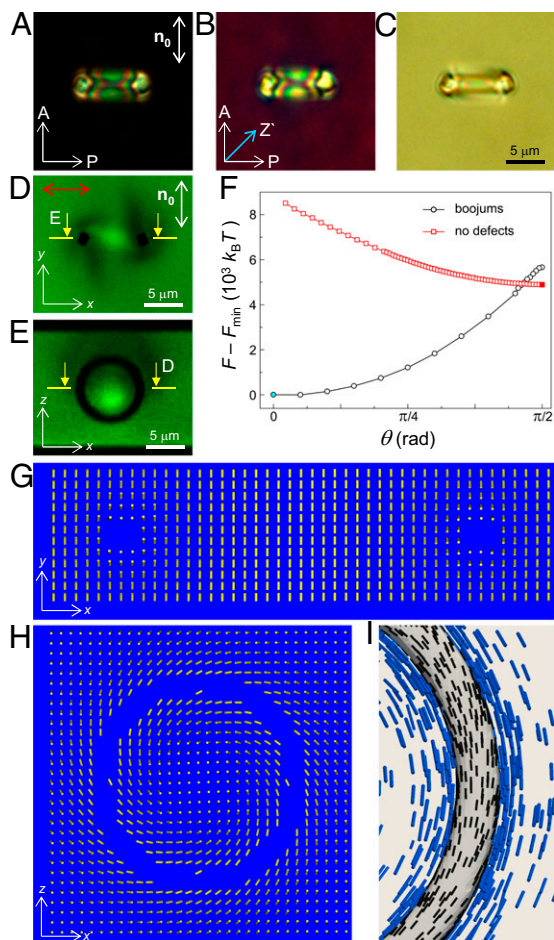 A
n₀
A
P
B
A
Z`
P
C
5 μm
D
n₀
E
y
x
5 μm
E
D
z
x
5 μm
F
F – Fmin (10³ kBT)
8
6
4
2
0
boojums
no defects
0
π/4
π/2
θ (rad)
G
y
x
H
z
x
I